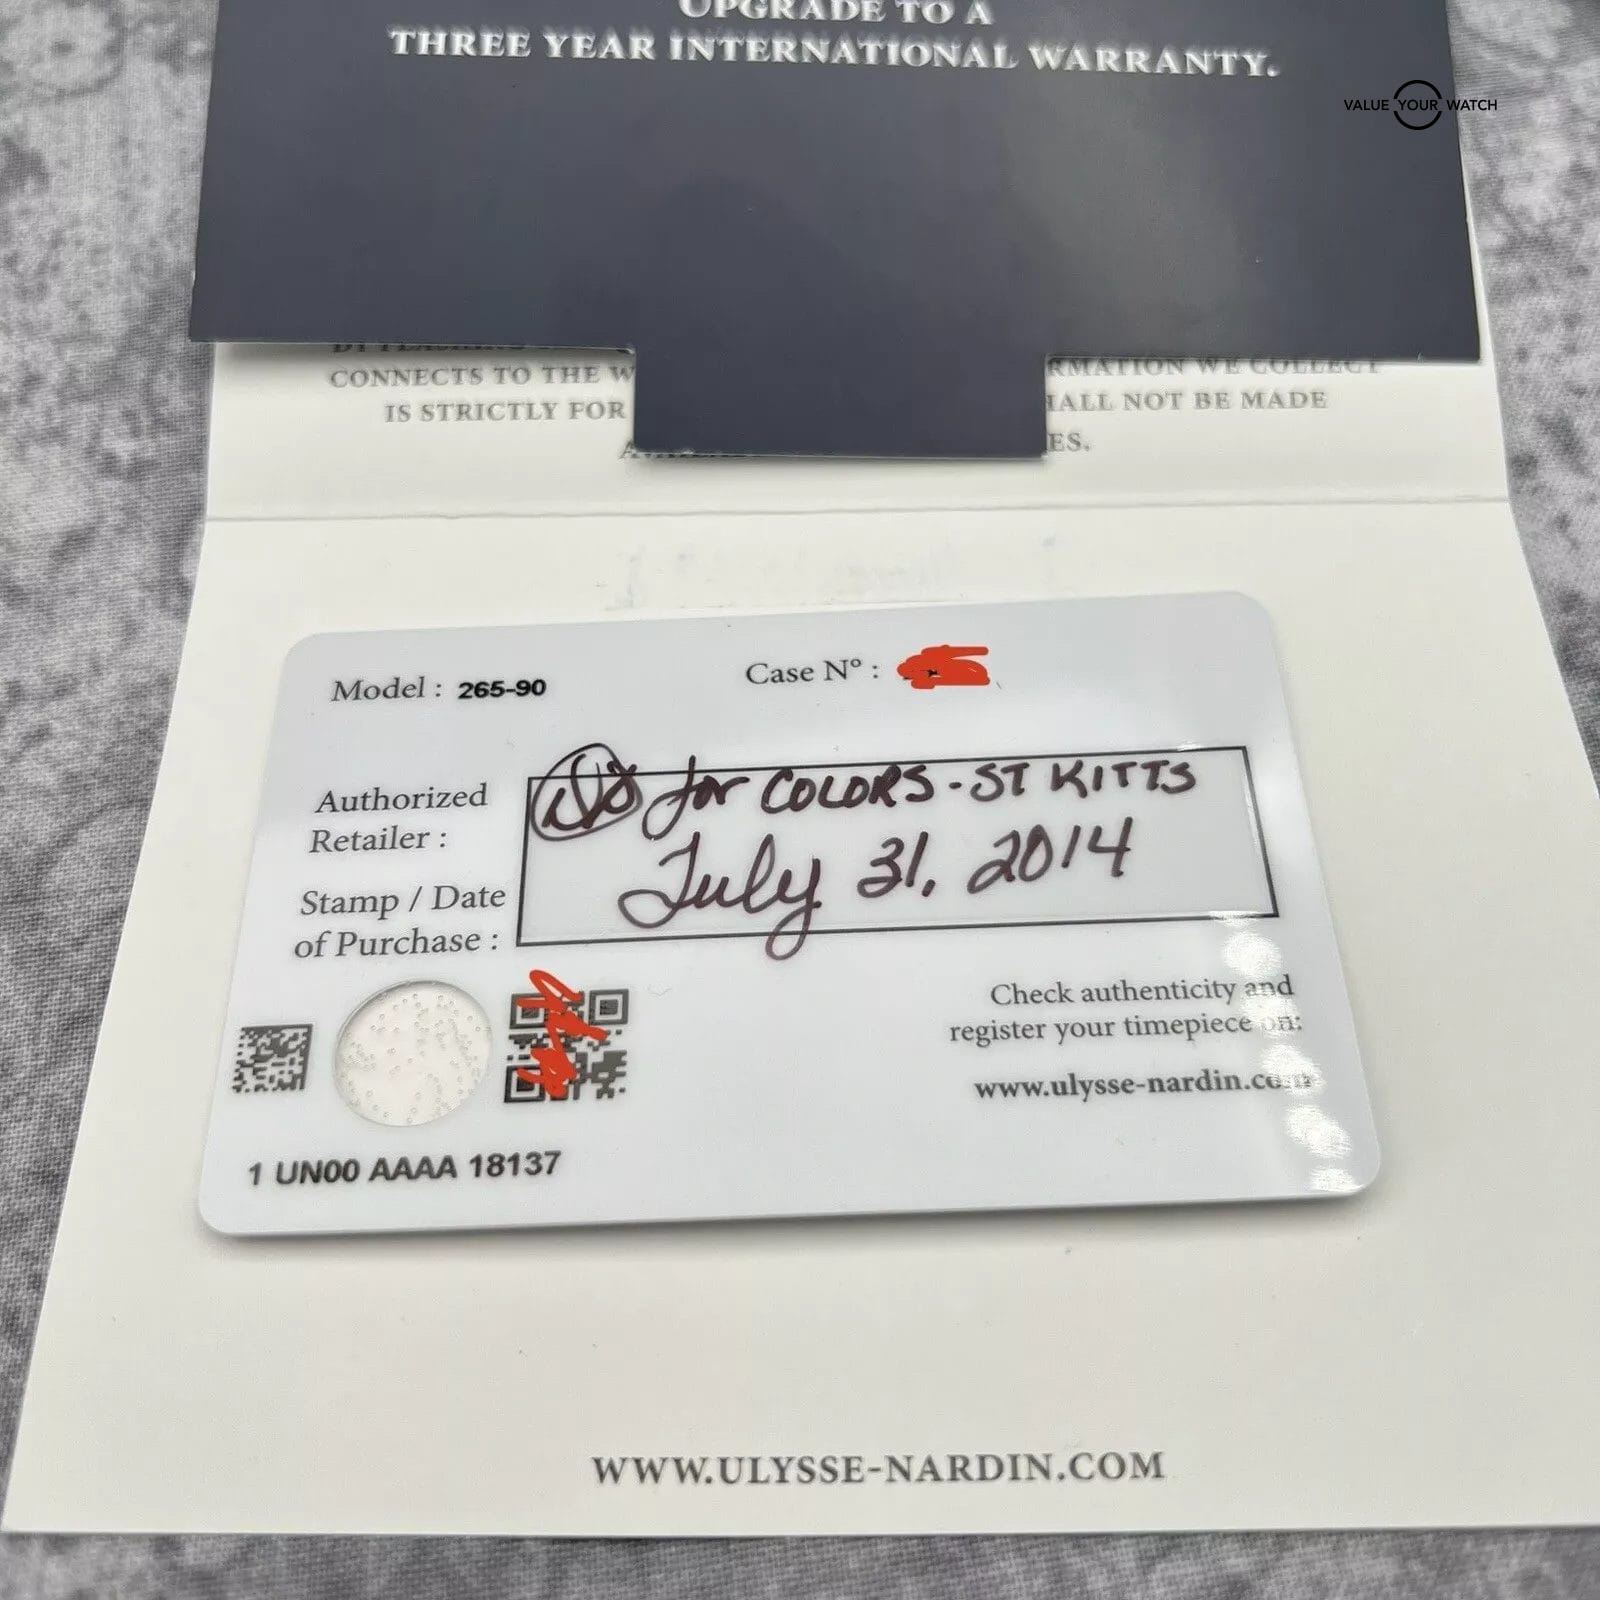 UPGRADE TO A
THREE YEAR INTERNATIONAL WARRANTY.
VALUE YOUR WATCH
CONNECTS TO THE W
RMATION WE COLLECT
IS STRICTLY FOR
HALL NOT BE MADE
ES.
Model : 265-90
Case Nº :
Authorized
Retailer :
for COLORS - ST KITTS
July 31, 2014
Stamp / Date
of Purchase :
Check authenticity and
register your timepiece on:
www.ulysse-nardin.com
1 UN00 AAAA 18137
WWW.ULYSSE-NARDIN.COM